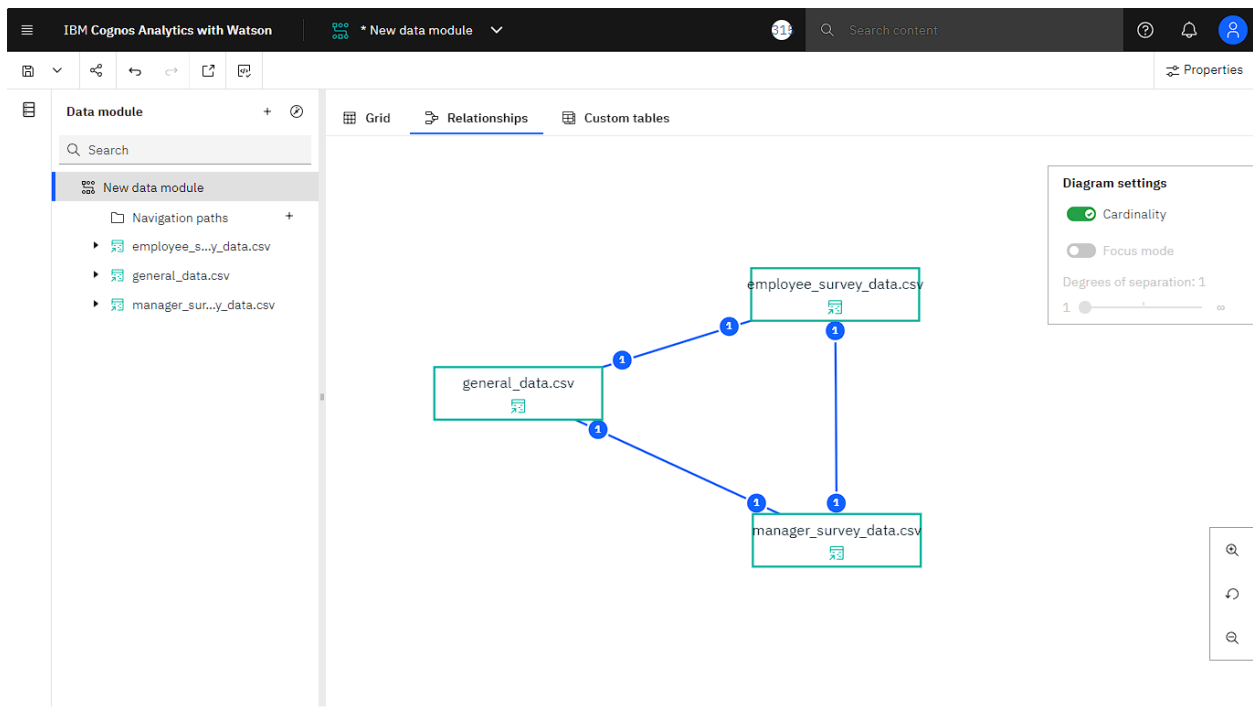 IBM Cognos Analytics with Watson
* New data module
Search content
Properties
Data module
Search
New data module
Navigation paths
employee_s...y_data.csv
general_data.csv
manager_sur...y_data.csv
Grid
Relationships
Custom tables
Diagram settings
Cardinality
Focus mode
Degrees of separation: 1
1
∞
employee_survey_data.csv
1
1
1
general_data.csv
1
1
1
manager_survey_data.csv